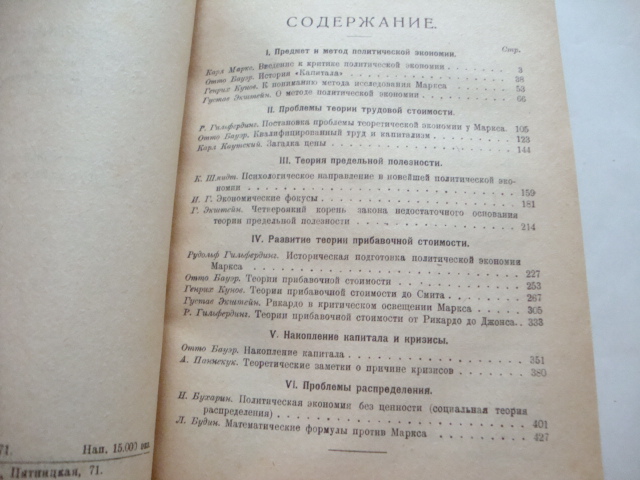 СОДЕРЖАНИЕ.
Стр.
I. Предмет и метод политической экономии.
Карл Маркс. Введение к критике политической экономии . . . . . 3
Отто Бауэр. История «Капитала» . . . . . 38
Генрих Кунов. К пониманию метода исследования Маркса . . . . . 53
Густав Экштейн. О методе политической экономии . . . . . 66
II. Проблемы теории трудовой стоимости.
Р. Гильфердинг. Постановка проблемы теоретической экономии у Маркса. 105
Отто Бауэр. Квалифицированный труд и капитализм . . . . . 123
Карл Каутский. Загадка цены . . . . . 144
III. Теория предельной полезности.
К. Шмидт. Психологическое направление в новейшей политической эко-
номии . . . . . 159
И. Г. Экономические фокусы . . . . . 181
Г. Экштейн. Четвероякий корень закона недостаточного основания
теории предельной полезности . . . . . 214
IV. Развитие теории прибавочной стоимости.
Рудольф Гильфердинг. Историческая подготовка политической экономии
Маркса . . . . . 227
Отто Бауэр. Теории прибавочной стоимости . . . . . 253
Генрих Кунов. Теории прибавочной стоимости до Смита . . . . . 287
Густав Экштейн. Рикардо в критическом освещении Маркса . . . . . 305
Р. Гильфердинг. Теории прибавочной стоимости от Рикардо до Джонса. . 333
V. Накопление капитала и кризисы.
Отто Бауэр. Накопление капитала . . . . . 351
А. Паннекук. Теоретические заметки о причине кризисов . . . . . 380
VI. Проблемы распределения.
Н. Бухарин. Политическая экономия без ценности (социальная теория
распределения) . . . . . 401
Л. Будин. Математические формулы против Маркса . . . . . 427
71. Нап. 15.000 экз.
Пятницкая, 71.